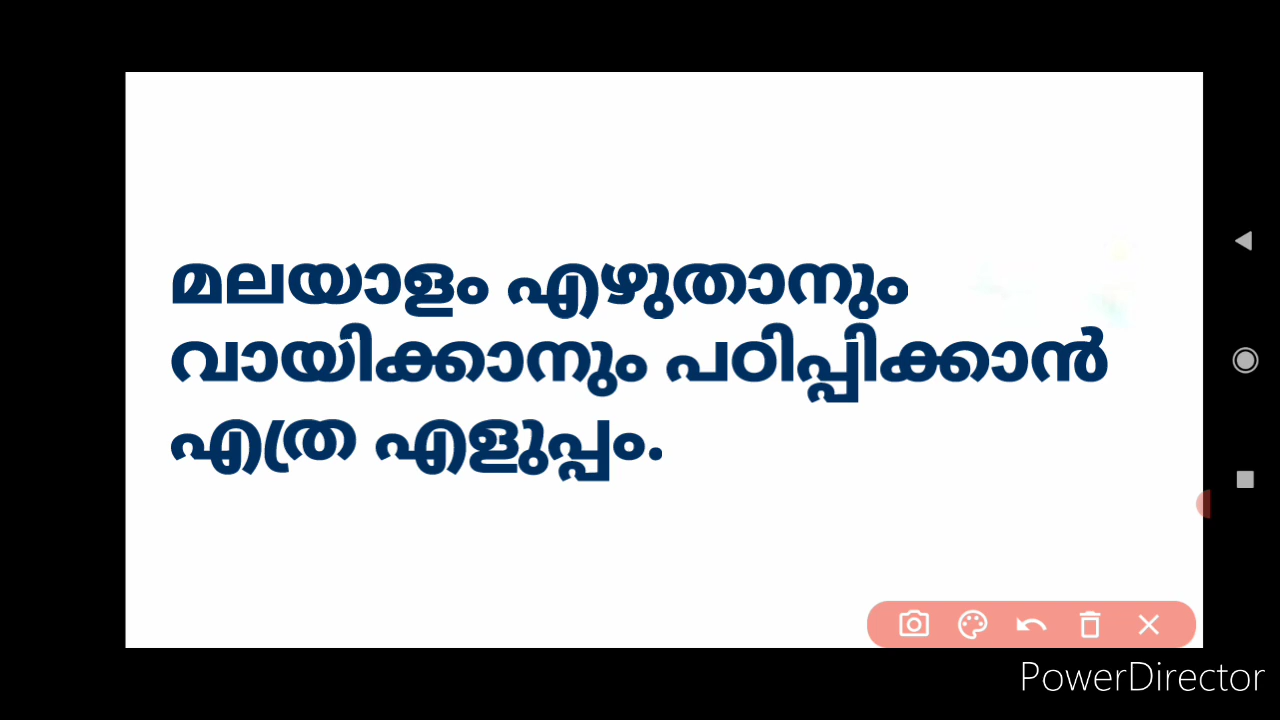 മലയാളം എഴുതാനും
വായിക്കാനും പഠിപ്പിക്കാൻ
എത്ര എളുപ്പം.
PowerDirector